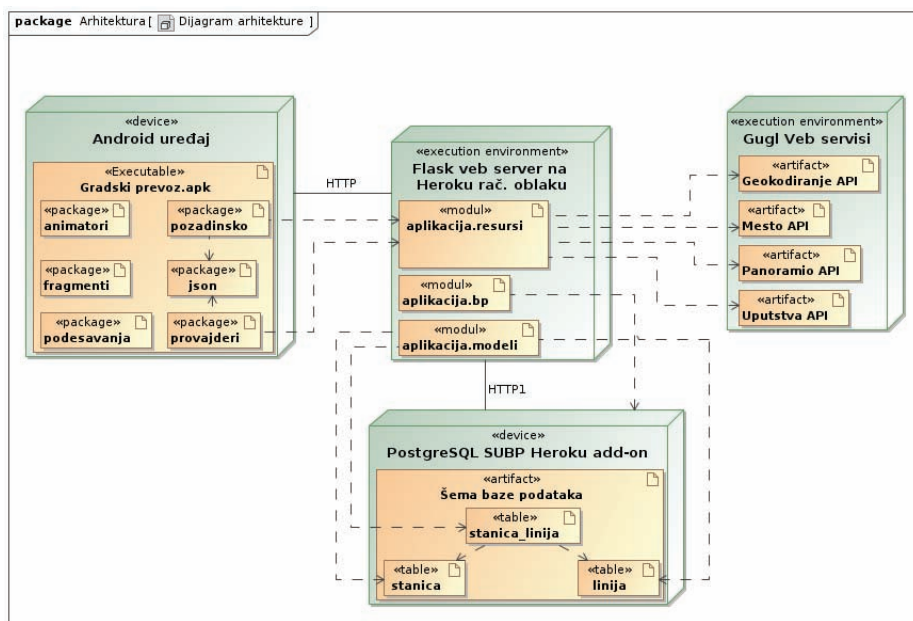 package Arhitektura [ Dijagram arhitekture ]
«device»
Android uređaj
«Executable»
Gradski prevoz.apk
«package»
animatori
«package»
pozadinsko
«package»
fragmenti
«package»
json
«package»
podesavanja
«package»
provajderi
HTTP
«execution environment»
Flask veb server na
Heroku rač. oblaku
«modul»
aplikacija.resursi
«modul»
aplikacija.bp
«modul»
aplikacija.modeli
HTTP1
«execution environment»
Gugl Veb servisi
«artifact»
Geokodiranje API
«artifact»
Mesto API
«artifact»
Panoramio API
«artifact»
Uputstva API
«device»
PostgreSQL SUBP Heroku add-on
«artifact»
Šema baze podataka
«table»
stanica_linija
«table»
stanica
«table»
linija